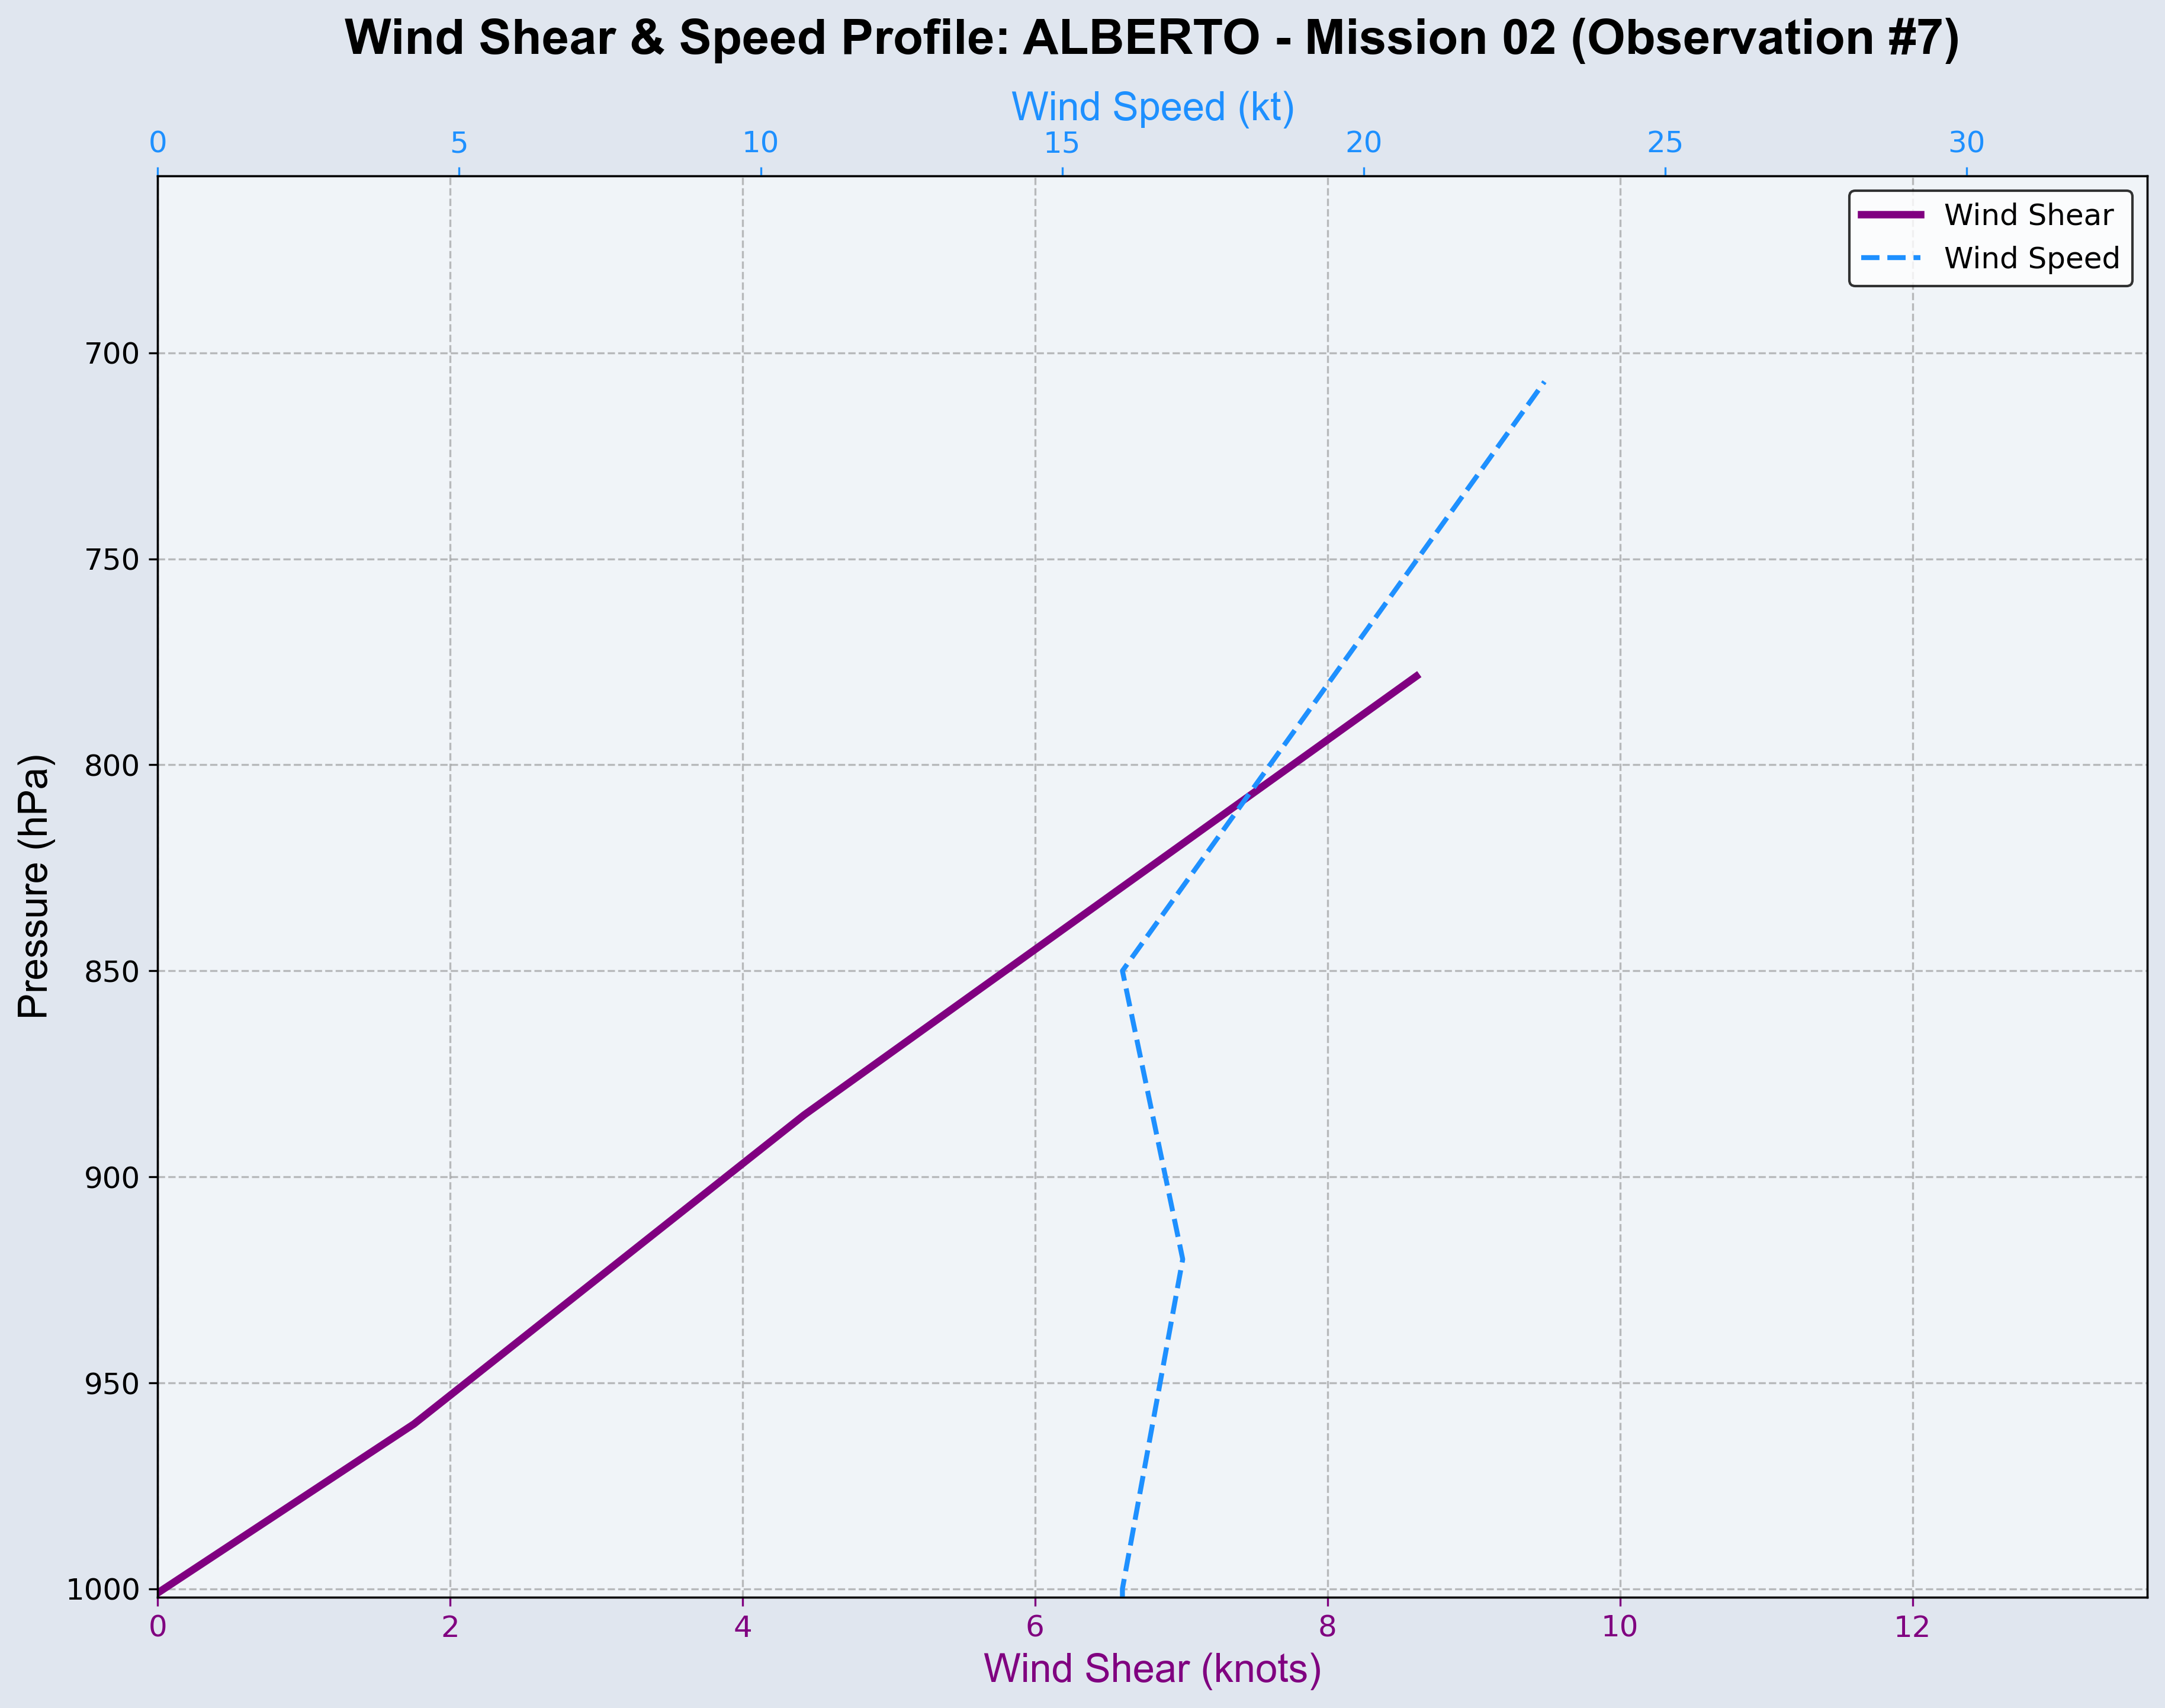 Wind Shear & Speed Profile: ALBERTO - Mission 02 (Observation #7)
Wind Speed (kt)
0 5 10 15 20 25 30
Wind Shear
Wind Speed
Pressure (hPa)
700
750
800
850
900
950
1000
0 2 4 6 8 10 12
Wind Shear (knots)